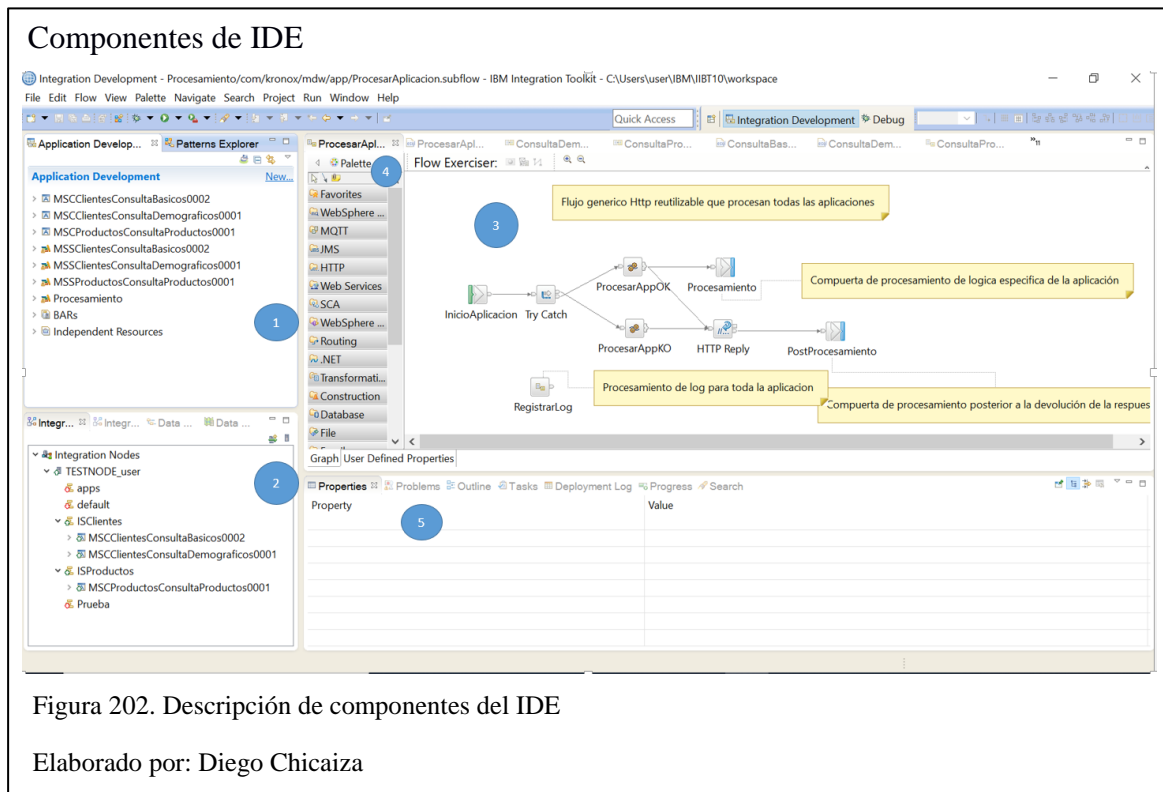 Componentes de IDE
Integration Development - Procesamiento/com/kronox/mdw/app/ProcesarAplicacion.subflow - IBM Integration Toolkit - C:\Users\user\IBM\IIBT10\workspace
File Edit Flow View Palette Navigate Search Project Run Window Help
Quick Access
Integration Development
Debug
Application Develop...
Patterns Explorer
Application Development
New...
MSCClientesConsultaBasicos0002
MSCClientesConsultaDemograficos0001
MSCProductosConsultaProductos0001
MSSClientesConsultaBasicos0002
MSSClientesConsultaDemograficos0001
MSSProductosConsultaProductos0001
Procesamiento
BARs
Independent Resources
1
Integr...
Integr...
Data ...
Data ...
Integration Nodes
TESTNODE_user
apps
default
ISClientes
MSCClientesConsultaBasicos0002
MSCClientesConsultaDemograficos0001
ISProductos
MSCProductosConsultaProductos0001
Prueba
2
ProcesarApl...
ProcesarApl...
ConsultaDem...
ConsultaPro...
ConsultaBas...
ConsultaDem...
ConsultaPro...
»11
Palette
4
Flow Exerciser:
Favorites
WebSphere ...
MQTT
JMS
HTTP
Web Services
SCA
WebSphere ...
Routing
.NET
Transformati...
Construction
Database
File
3
Flujo generico Http reutilizable que procesan todas las aplicaciones
InicioAplicacion
Try Catch
ProcesarAppOK
Procesamiento
Compuerta de procesamiento de logica especifica de la aplicación
ProcesarAppKO
HTTP Reply
PostProcesamiento
RegistrarLog
Procesamiento de log para toda la aplicacion
Compuerta de procesamiento posterior a la devolución de la respues
Graph
User Defined Properties
Properties
Problems
Outline
Tasks
Deployment Log
Progress
Search
Property
Value
5
Figura 202. Descripción de componentes del IDE
Elaborado por: Diego Chicaiza